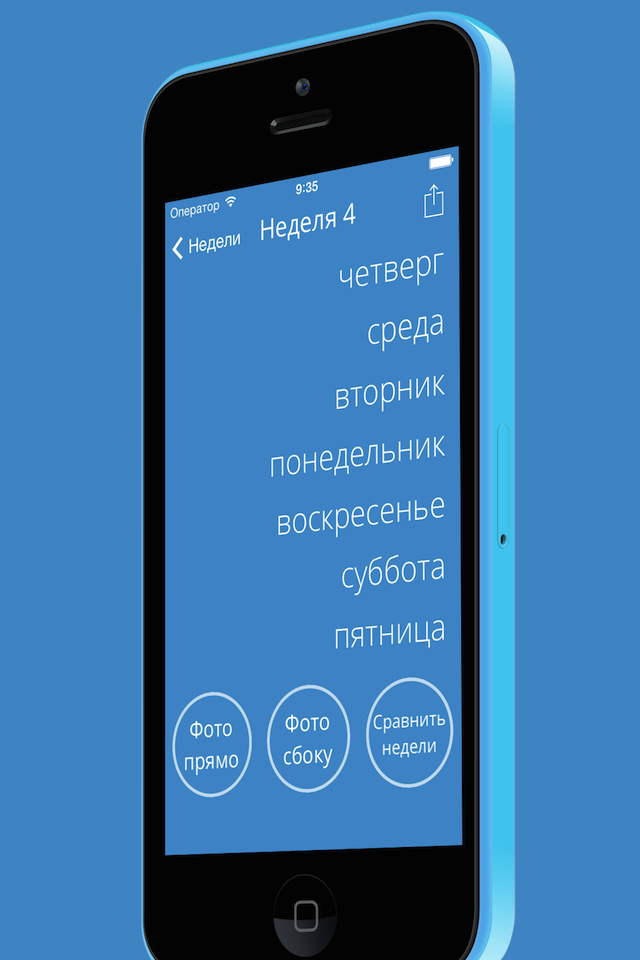 Оператор 9:35
Недели Неделя 4
четверг
среда
вторник
понедельник
воскресенье
суббота
пятница
Фото
прямо
Фото
сбоку
Сравнить
недели